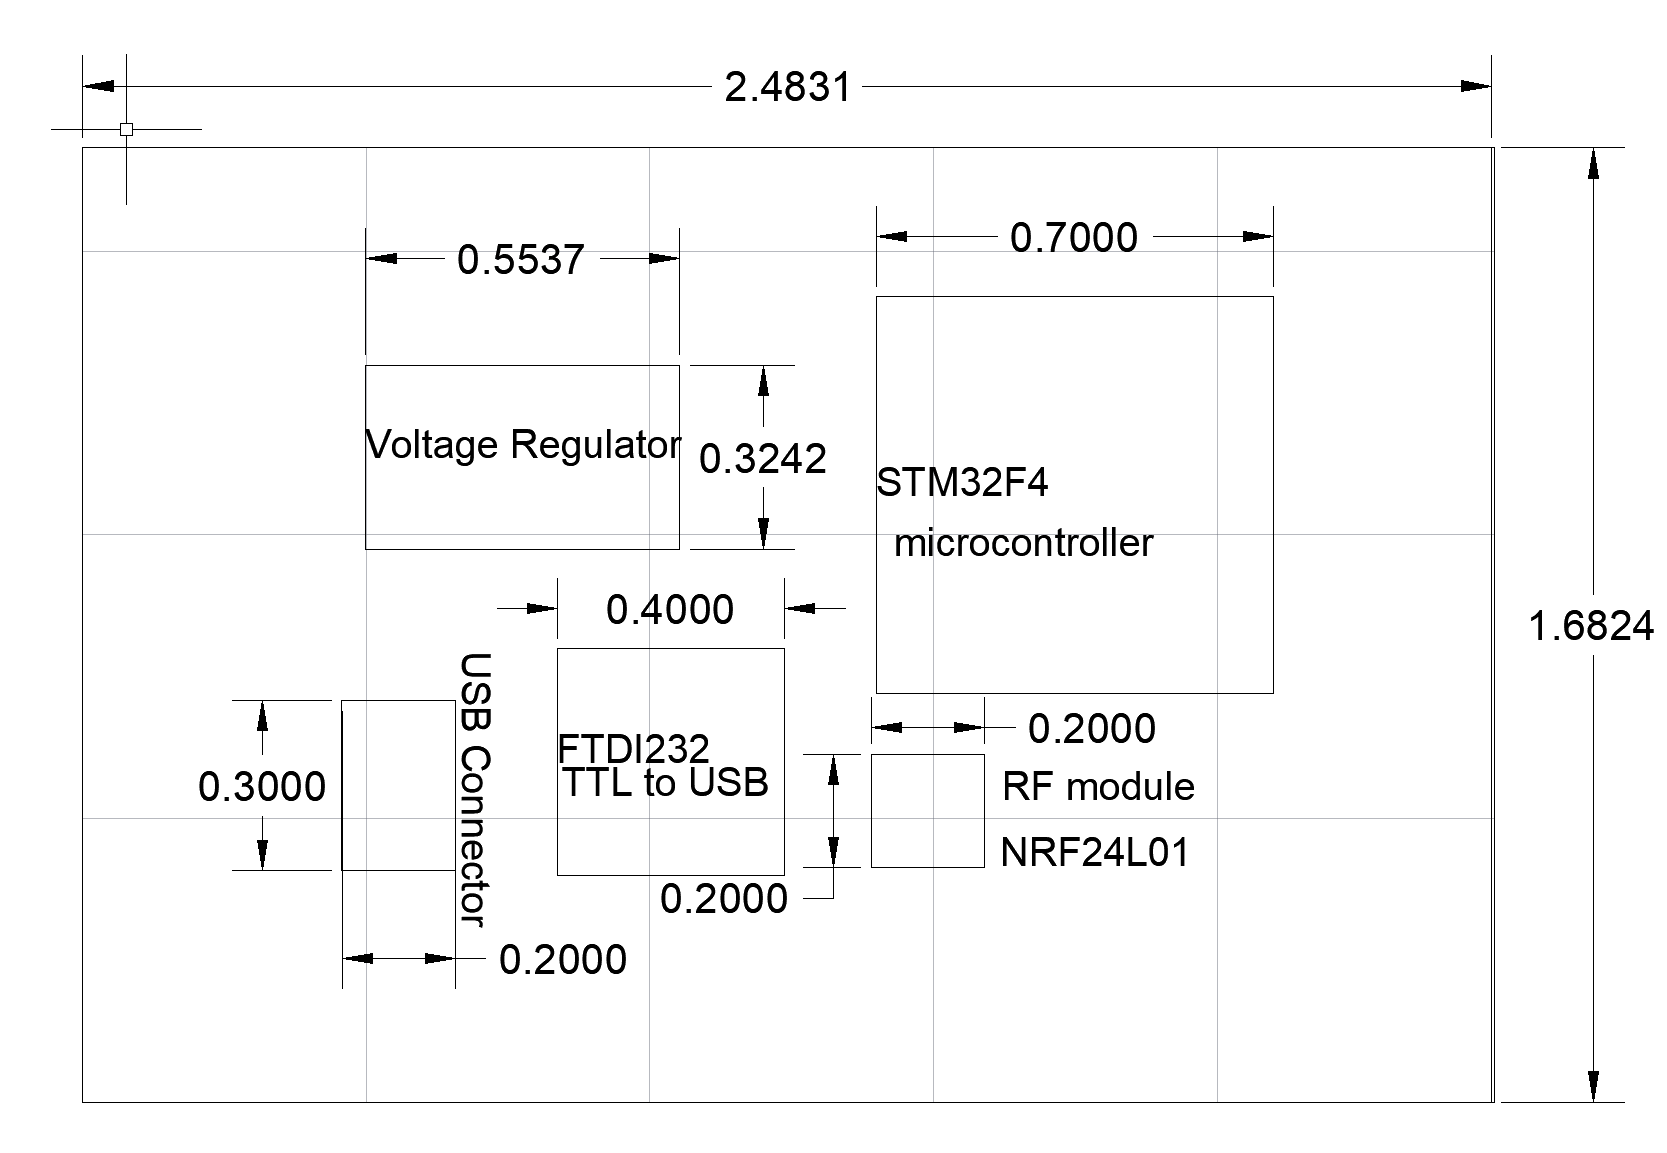 2.4831
0.7000
0.5537
Voltage Regulator
0.3242
STM32F4
microcontroller
0.4000
1.6824
USB Connector
0.2000
FTDI232
TTL to USB
0.3000
RF module
NRF24L01
0.2000
0.2000